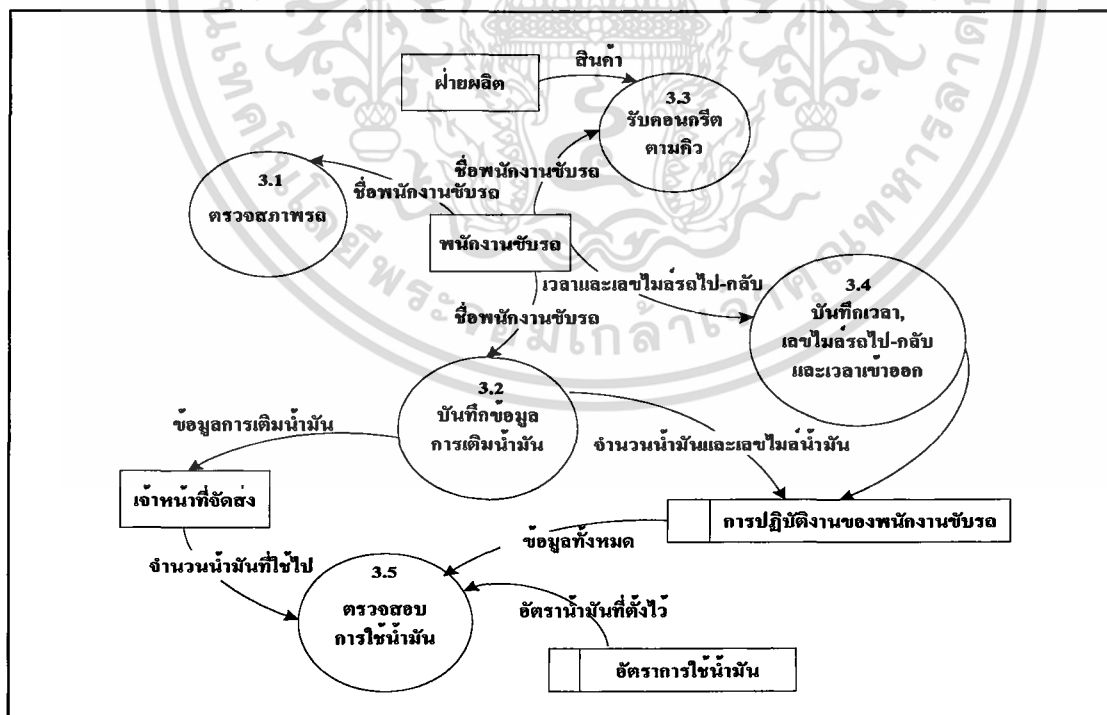 สินค้า
ฝ่ายผลิต
3.3
รับคอนกรีต
ตามคิว
ชื่อพนักงานขับรถ
3.1
ตรวจสภาพรถ
ชื่อพนักงานขับรถ
พนักงานขับรถ
เวลาและเลขไมล์รถไป-กลับ
3.4
บันทึกเวลา,
เลขไมล์รถไป-กลับ
และเวลาเข้าออก
ชื่อพนักงานขับรถ
3.2
บันทึกข้อมูล
การเติมน้ำมัน
ข้อมูลการเติมน้ำมัน
จำนวนน้ำมันและเลขไมล์น้ำมัน
เจ้าหน้าที่จัดส่ง
การปฏิบัติงานของพนักงานขับรถ
ข้อมูลทั้งหมด
จำนวนน้ำมันที่ใช้ไป
3.5
ตรวจสอบ
การใช้น้ำมัน
อัตราน้ำมันที่ตั้งไว้
อัตราการใช้น้ำมัน